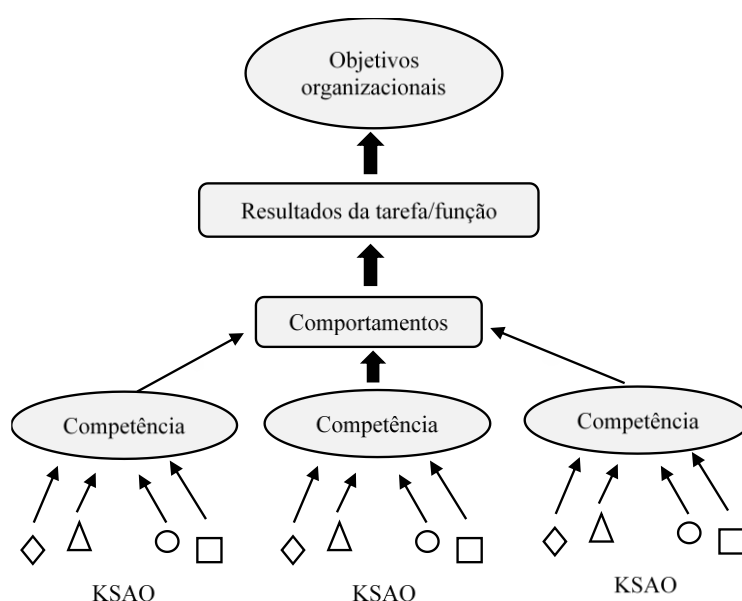 Objetivos
organizacionais
Resultados da tarefa/função
Comportamentos
Competência
Competência
Competência
KSAO
KSAO
KSAO